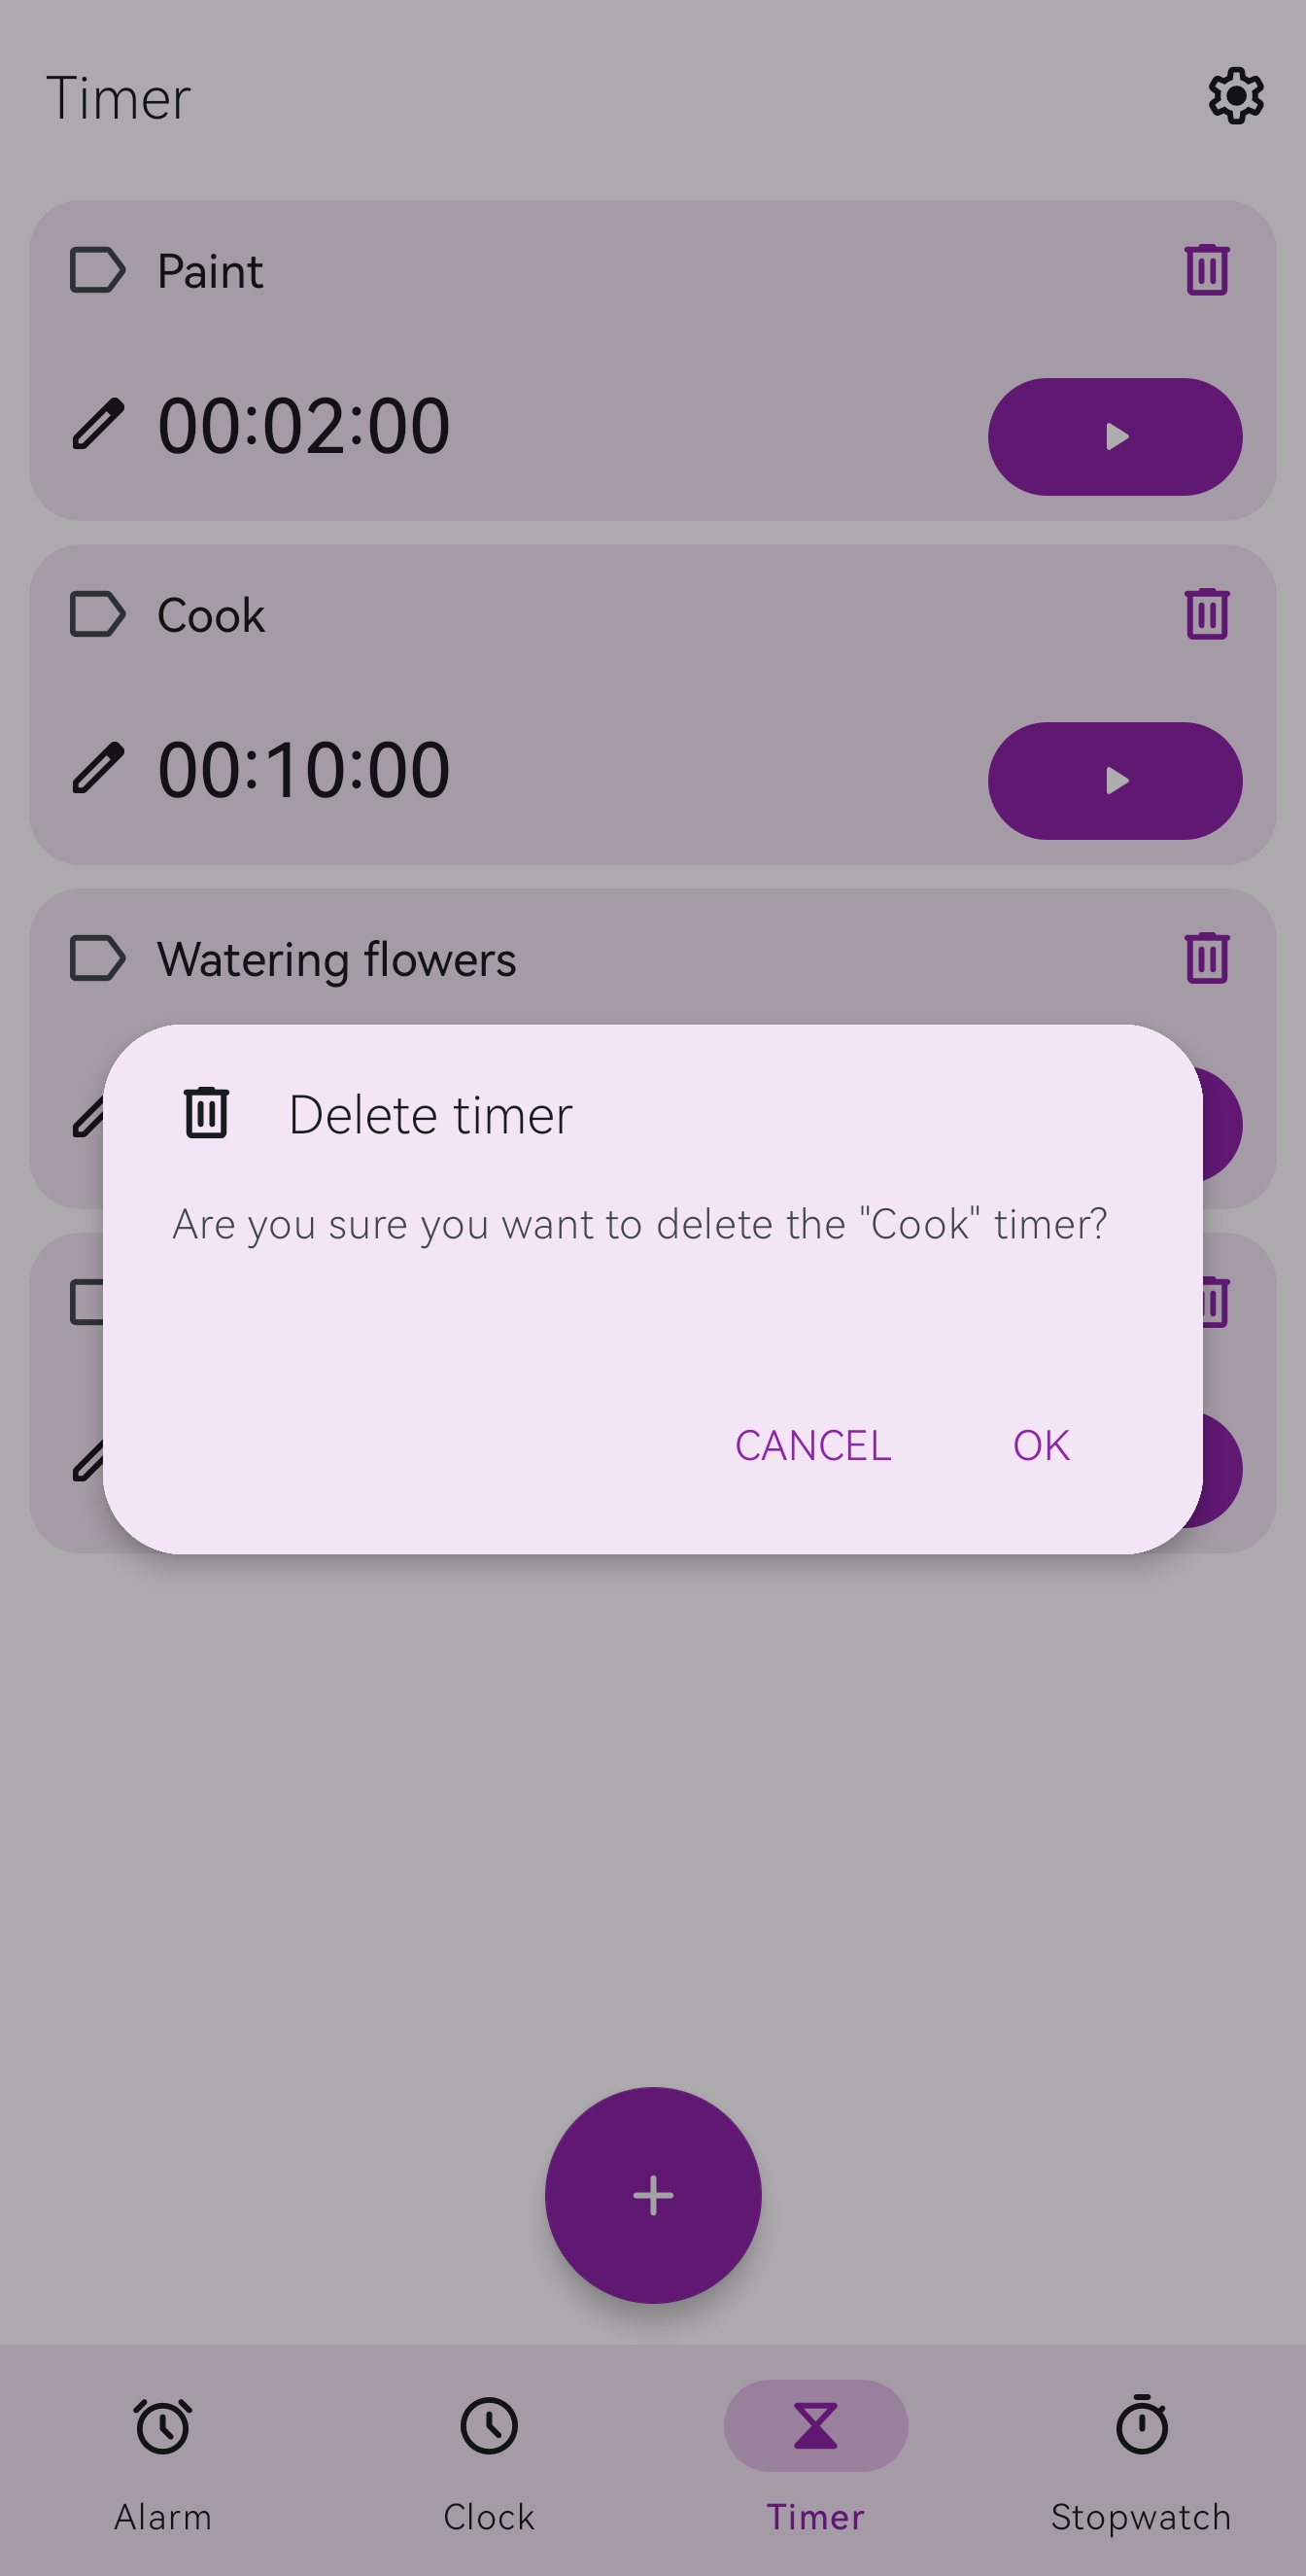 Timer
Paint
00:02:00
Cook
00:10:00
Watering flowers
Delete timer
Are you sure you want to delete the "Cook" timer?
CANCEL OK
Alarm Clock Timer Stopwatch